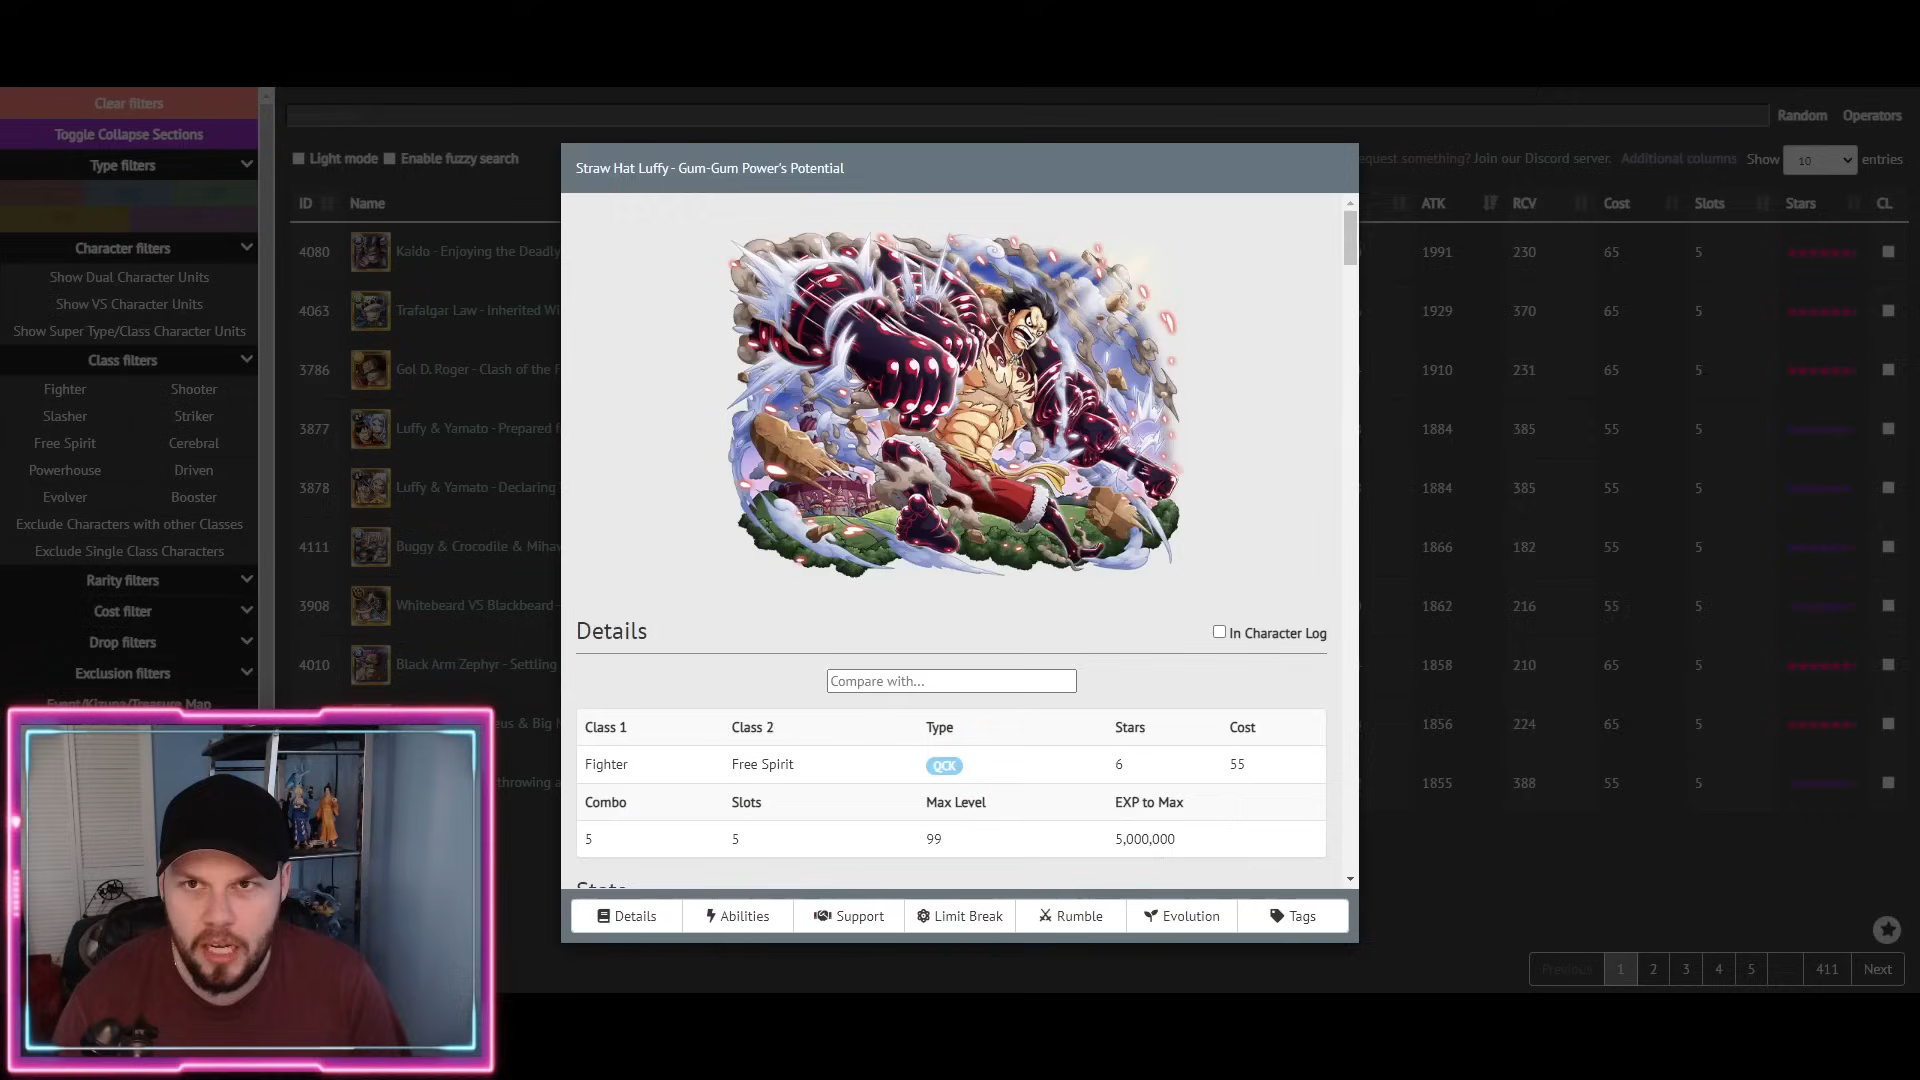 Clear filters
Toggle Collapse Sections
Type filters
Character filters
Show Dual Character Units
Show VS Character Units
Show Super Type/Class Character Units
Class filters
Fighter Shooter
Slasher Striker
Free Spirit Cerebral
Powerhouse Driven
Evolver Booster
Exclude Characters with other Classes
Exclude Single Class Characters
Rarity filters
Cost filter
Drop filters
Exclusion filters
Event/Kizuna/Treasure Map
Random Operators
Light mode Enable fuzzy search
equest something? Join our Discord server. Additional columns Show 10 entries
ID Name ATK RCV Cost Slots Stars CL
4080 Kaido - Enjoying the Deadly 1991 230 65 5
4063 Trafalgar Law - Inherited Wi 1929 370 65 5
3786 Gol D. Roger - Clash of the F 1910 231 65 5
3877 Luffy & Yamato - Prepared f 1884 385 55 5
3878 Luffy & Yamato - Declaring 1884 385 55 5
4111 Buggy & Crocodile & Mihaw 1866 182 55 5
3908 Whitebeard VS Blackbeard - 1862 216 55 5
4010 Black Arm Zephyr - Settling 1858 210 65 5
eus & Big M 1856 224 65 5
throwing a 1855 388 55 5
Previous 1 2 3 4 5 411 Next
Straw Hat Luffy - Gum-Gum Power's Potential
Details
In Character Log
Compare with...
Class 1 Class 2 Type Stars Cost
Fighter Free Spirit QCK 6 55
Combo Slots Max Level EXP to Max
5 5 99 5,000,000
Details Abilities Support Limit Break Rumble Evolution Tags